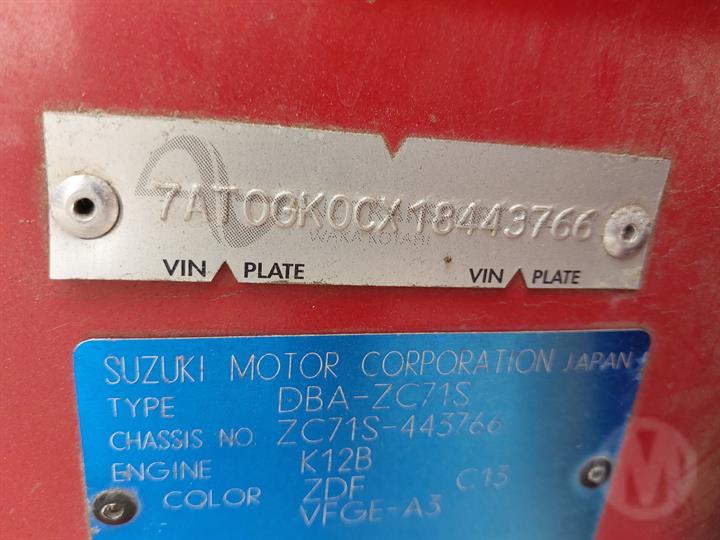 7AT0GK0CX18443766
WAKA KOTAHI
VIN PLATE VIN PLATE
SUZUKI MOTOR CORPORATION JAPAN
TYPE DBA-ZC71S
CHASSIS NO. ZC71S-443766
ENGINE K12B
COLOR ZDF C13
VFGE-A3
M